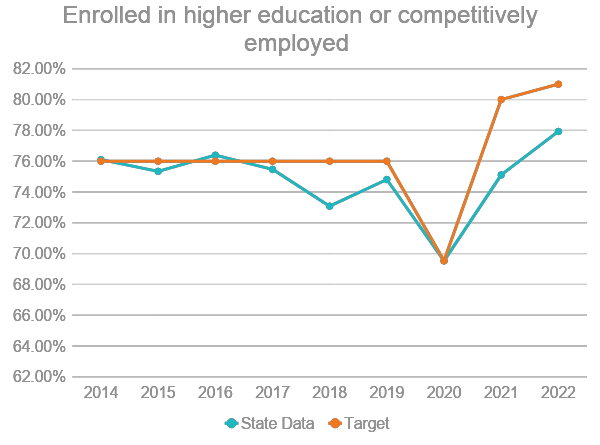 Enrolled in higher education or competitively
employed
82.00%
80.00%
78.00%
76.00%
74.00%
72.00%
70.00%
68.00%
66.00%
64.00%
62.00%
2014 2015 2016 2017 2018 2019 2020 2021 2022
State Data Target